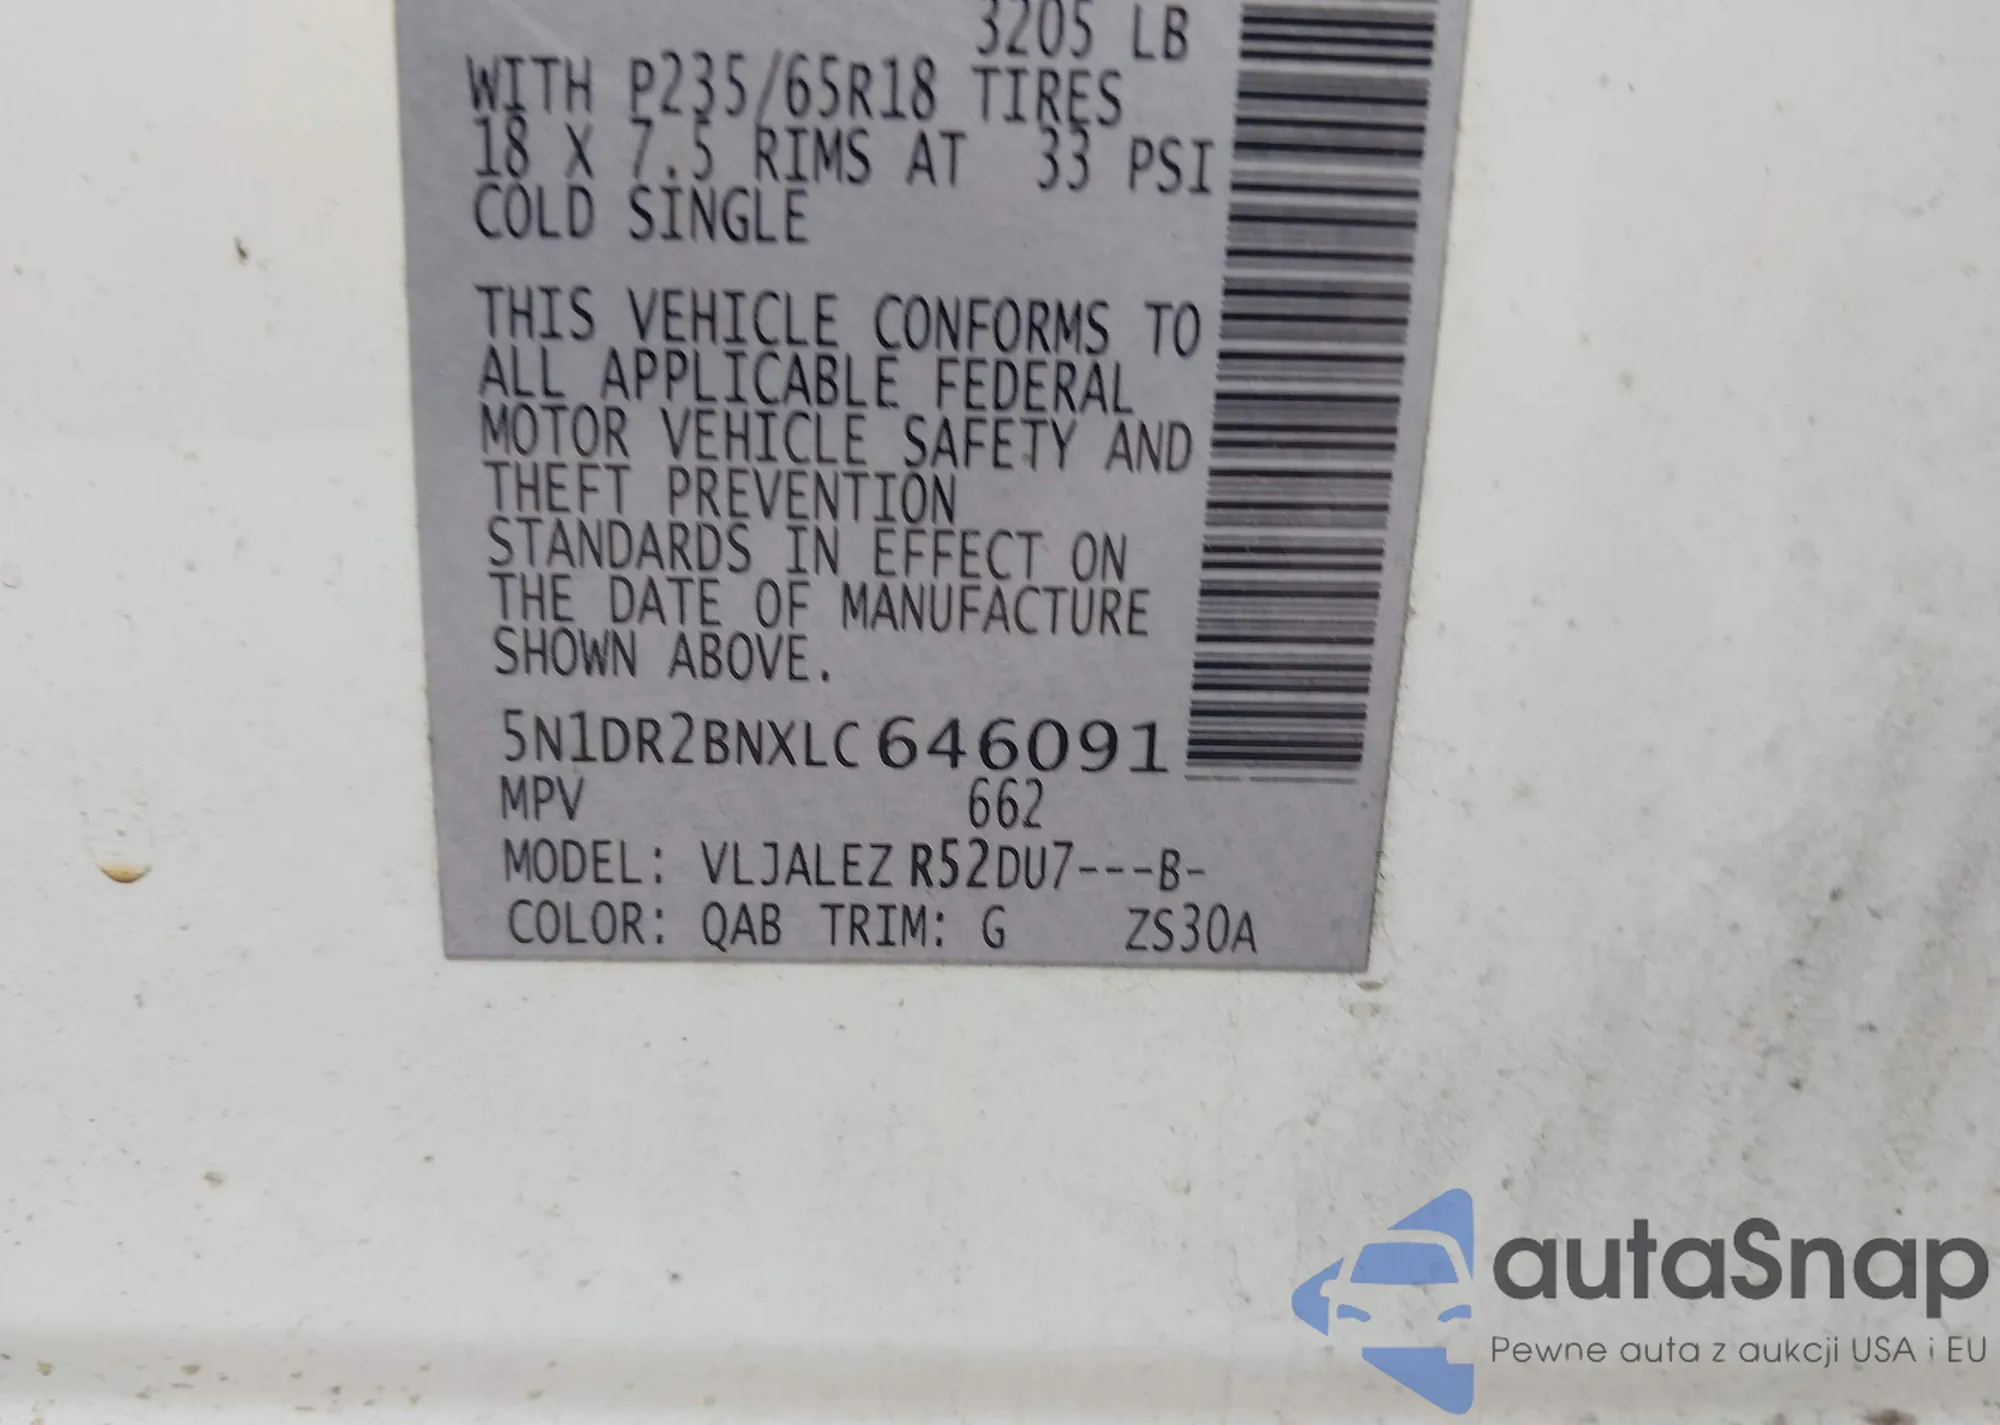 3205 LB
WITH P235/65R18 TIRES
18 X 7.5 RIMS AT 33 PSI
COLD SINGLE
THIS VEHICLE CONFORMS TO
ALL APPLICABLE FEDERAL
MOTOR VEHICLE SAFETY AND
THEFT PREVENTION
STANDARDS IN EFFECT ON
THE DATE OF MANUFACTURE
SHOWN ABOVE.
5N1DR2BNXLC646091
MPV 662
MODEL: VLJALEZ R52DU7---B-
COLOR: QAB TRIM: G ZS30A
autaSnap
Pewne auta z aukcji USA i EU